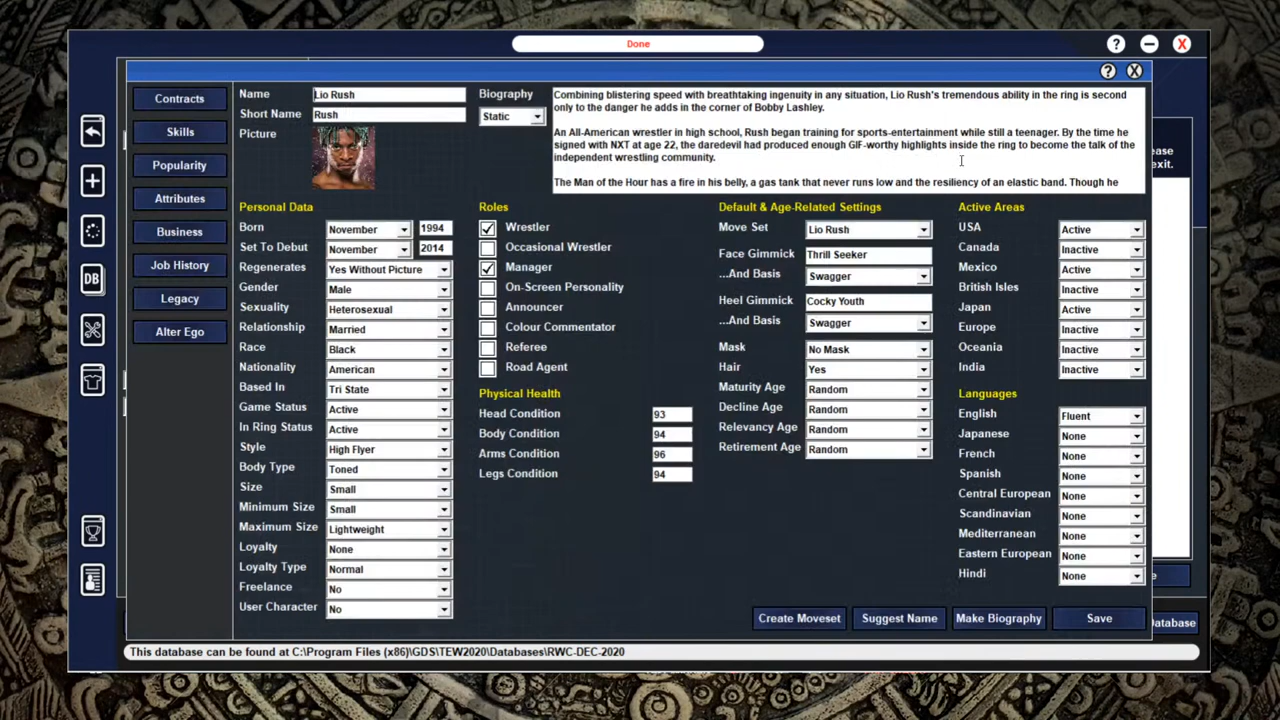 Done
?
X
?
X
Contracts
Skills
Popularity
Attributes
Business
Job History
Legacy
Alter Ego
DB
Name
Lio Rush
Short Name
Rush
Picture
Biography
Static
Combining blistering speed with breathtaking ingenuity in any situation, Lio Rush's tremendous ability in the ring is second
only to the danger he adds in the corner of Bobby Lashley.
An All-American wrestler in high school, Rush began training for sports-entertainment while still a teenager. By the time he
signed with NXT at age 22, the daredevil had produced enough GIF-worthy highlights inside the ring to become the talk of the
independent wrestling community.
The Man of the Hour has a fire in his belly, a gas tank that never runs low and the resiliency of an elastic band. Though he
ease
exit.
Personal Data
Born November 1994
Set To Debut November 2014
Regenerates Yes Without Picture
Gender Male
Sexuality Heterosexual
Relationship Married
Race Black
Nationality American
Based In Tri State
Game Status Active
In Ring Status Active
Style High Flyer
Body Type Toned
Size Small
Minimum Size Small
Maximum Size Lightweight
Loyalty None
Loyalty Type Normal
Freelance No
User Character No
Roles
Wrestler
Occasional Wrestler
Manager
On-Screen Personality
Announcer
Colour Commentator
Referee
Road Agent
Physical Health
Head Condition 93
Body Condition 94
Arms Condition 96
Legs Condition 94
Default & Age-Related Settings
Move Set Lio Rush
Face Gimmick Thrill Seeker
...And Basis Swagger
Heel Gimmick Cocky Youth
...And Basis Swagger
Mask No Mask
Hair Yes
Maturity Age Random
Decline Age Random
Relevancy Age Random
Retirement Age Random
Active Areas
USA Active
Canada Inactive
Mexico Active
British Isles Inactive
Japan Active
Europe Inactive
Oceania Inactive
India Inactive
Languages
English Fluent
Japanese None
French None
Spanish None
Central European None
Scandinavian None
Mediterranean None
Eastern European None
Hindi None
e
Create Moveset
Suggest Name
Make Biography
Save
Database
This database can be found at C:\Program Files (x86)\GDS\TEW2020\Databases\RWC-DEC-2020